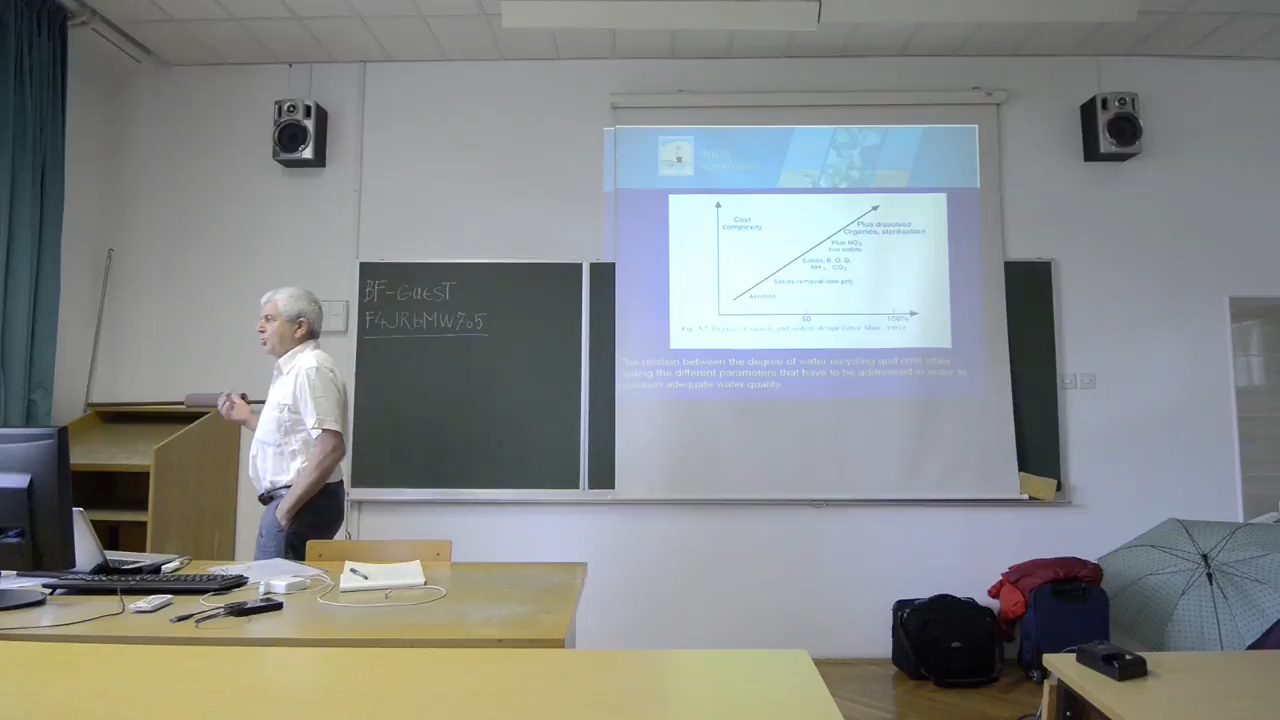 BF-GUEST
F4JRbMW705
Cost
complexity
Plus dissolved
Organics, sterilisation
Plus NO3
fine solids
Solids, B. O. D.
NH3, CO2
Solids removal (low pH)
Aeration
50
100%
The relation between the degree of water recycling and cost while
the different parameters that have to be addressed in order to
maintain adequate water quality.